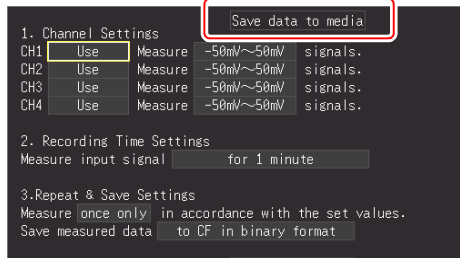 Save data to media
1. Channel Settings
CH1 Use Measure -50mV～50mV signals.
CH2 Use Measure -50mV～50mV signals.
CH3 Use Measure -50mV～50mV signals.
CH4 Use Measure -50mV～50mV signals.
2. Recording Time Settings
Measure input signal for 1 minute
3.Repeat & Save Settings
Measure once only in accordance with the set values.
Save measured data to CF in binary format